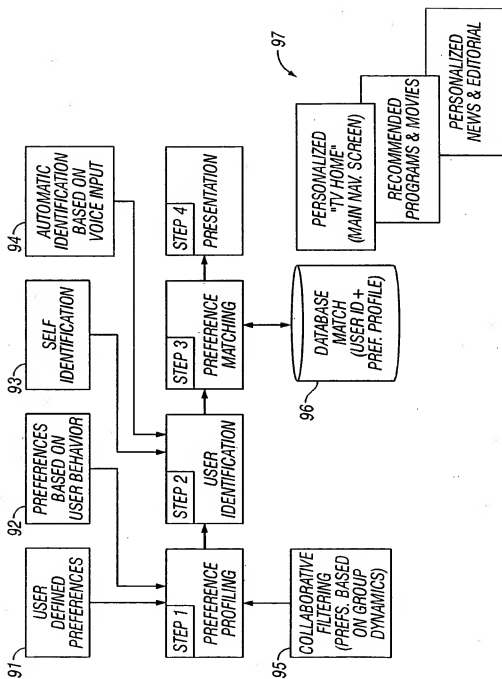 91
USER
DEFINED
PREFERENCES
92
PREFERENCES
BASED ON
USER BEHAVIOR
93
SELF
IDENTIFICATION
94
AUTOMATIC
IDENTIFICATION
BASED ON
VOICE INPUT
STEP 1
PREFERENCE
PROFILING
STEP 2
USER
IDENTIFICATION
STEP 3
PREFERENCE
MATCHING
STEP 4
PRESENTATION
95
COLLABORATIVE
FILTERING
(PREFS. BASED
ON GROUP
DYNAMICS)
96
DATABASE
MATCH
(USER ID +
PREF. PROFILE)
97
PERSONALIZED
"TV HOME"
(MAIN NAV. SCREEN)
RECOMMENDED
PROGRAMS & MOVIES
PERSONALIZED
NEWS & EDITORIAL